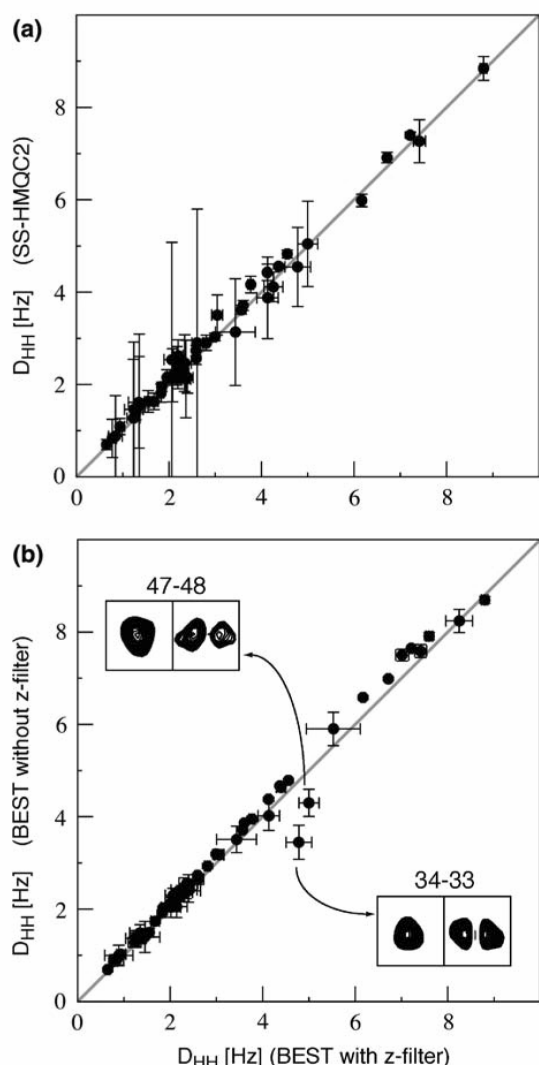 (a)
8
6
4
2
0
D_HH [Hz] (SS-HMQC2)
0 2 4 6 8
(b)
47-48
8
6
4
2
0
D_HH [Hz] (BEST without z-filter)
34-33
0 2 4 6 8
D_HH [Hz] (BEST with z-filter)